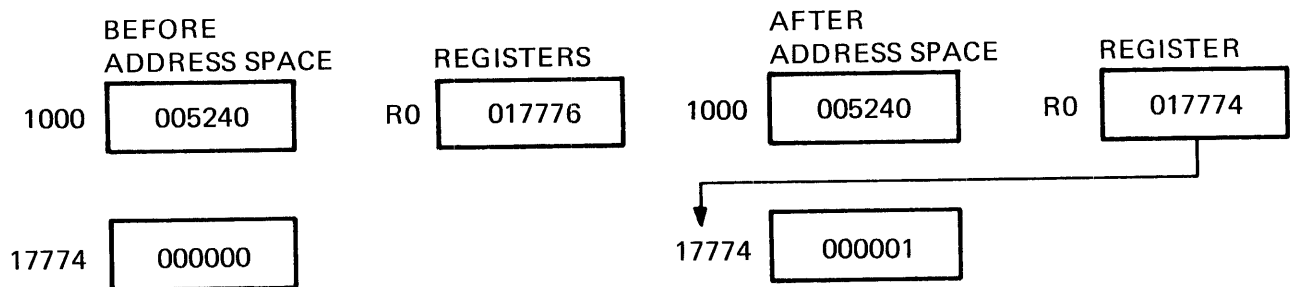 BEFORE
ADDRESS SPACE
REGISTERS
1000 005240
R0 017776
17774 000000
AFTER
ADDRESS SPACE
REGISTER
1000 005240
R0 017774
17774 000001